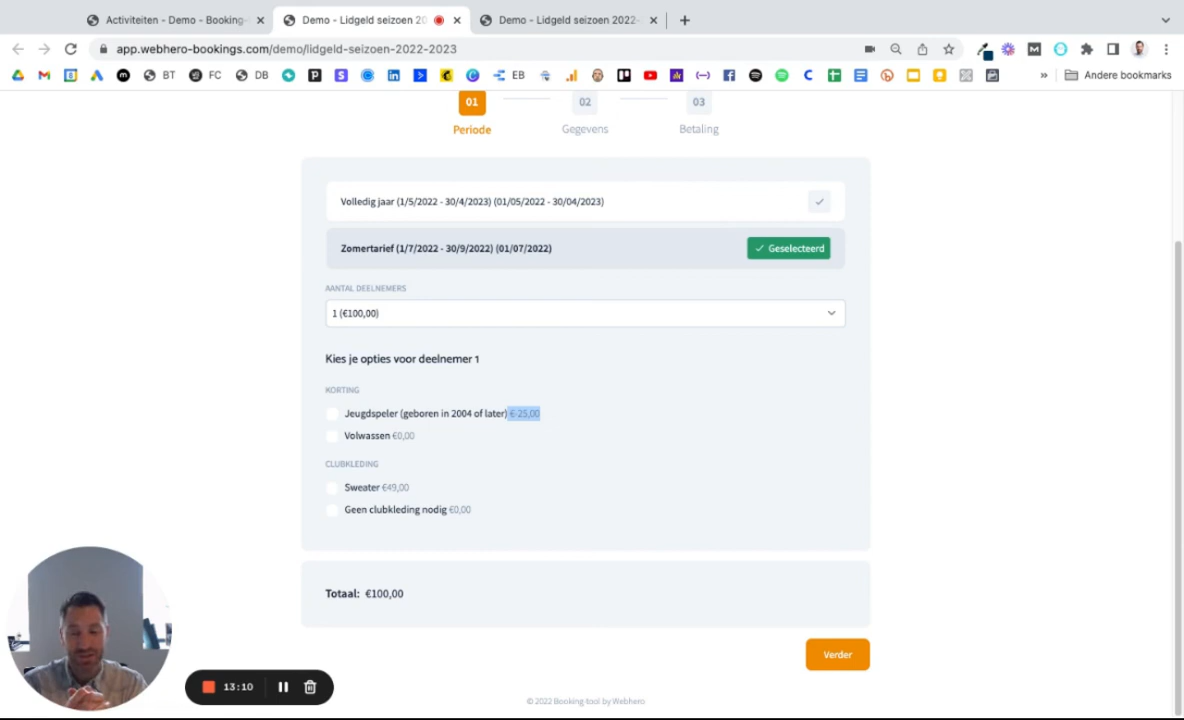 Activiteiten - Demo - Booking-
Demo - Lidgeld seizoen 20
Demo - Lidgeld seizoen 2022-
app.webhero-bookings.com/demo/lidgeld-seizoen-2022-2023
BT
FC
DB
EB
»
Andere bookmarks
01
02
03
Periode
Gegevens
Betaling
Volledig jaar (1/5/2022 - 30/4/2023) (01/05/2022 - 30/04/2023)
Zomertarief (1/7/2022 - 30/9/2022) (01/07/2022)
Geselecteerd
AANTAL DEELNEMERS
1 (€100,00)
Kies je opties voor deelnemer 1
KORTING
Jeugdspeler (geboren in 2004 of later) €-25,00
Volwassen €0,00
CLUBKLEDING
Sweater €49,00
Geen clubkleding nodig €0,00
Totaal: €100,00
Verder
13:10
© 2022 Booking-tool by Webhero